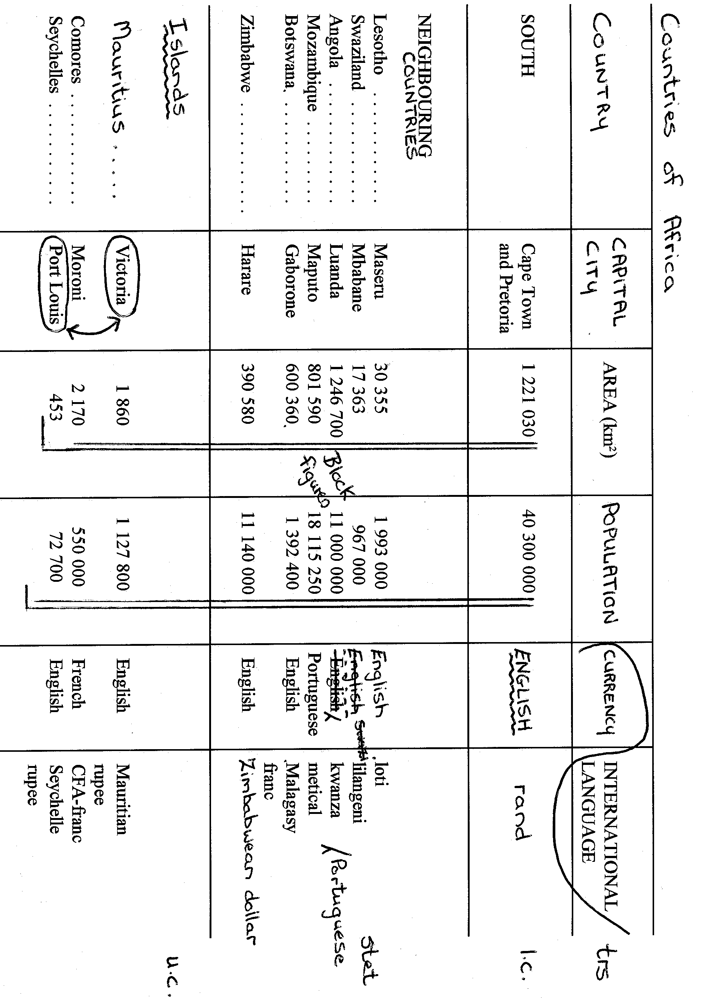 Countries of Africa
COUNTRY CAPITAL CITY AREA (km²) POPULATION CURRENCY INTERNATIONAL LANGUAGE trs
SOUTH Cape Town 1 221 030 40 300 000 ENGLISH rand l.c.
and Pretoria
NEIGHBOURING
COUNTRIES
Lesotho . . . . . . . . . . . . Maseru 30 355 1 993 000 English loti
Swaziland . . . . . . . . . . . Mbabane 17 363 967 000 English lilangeni stet
Angola . . . . . . . . . . . . . Luanda 1 246 700 Block 11 000 000 English kwanza / Portuguese
Mozambique . . . . . . . . . Maputo 801 590 figures 18 115 250 Portuguese metical
Botswana . . . . . . . . . . . . Gaborone 600 360 1 392 400 English Malagasy
franc
Zimbabwe . . . . . . . . . . . . Harare 390 580 11 140 000 English Zimbabwean dollar
Islands u.c.
Mauritius . . . . Victoria 1 860 1 127 800 English Mauritian
rupee
Comores . . . . . . . . . . . . Moroni 2 170 550 000 French CFA-franc
Seychelles . . . . . . . . . . . Port Louis 453 72 700 English Seychelle
rupee